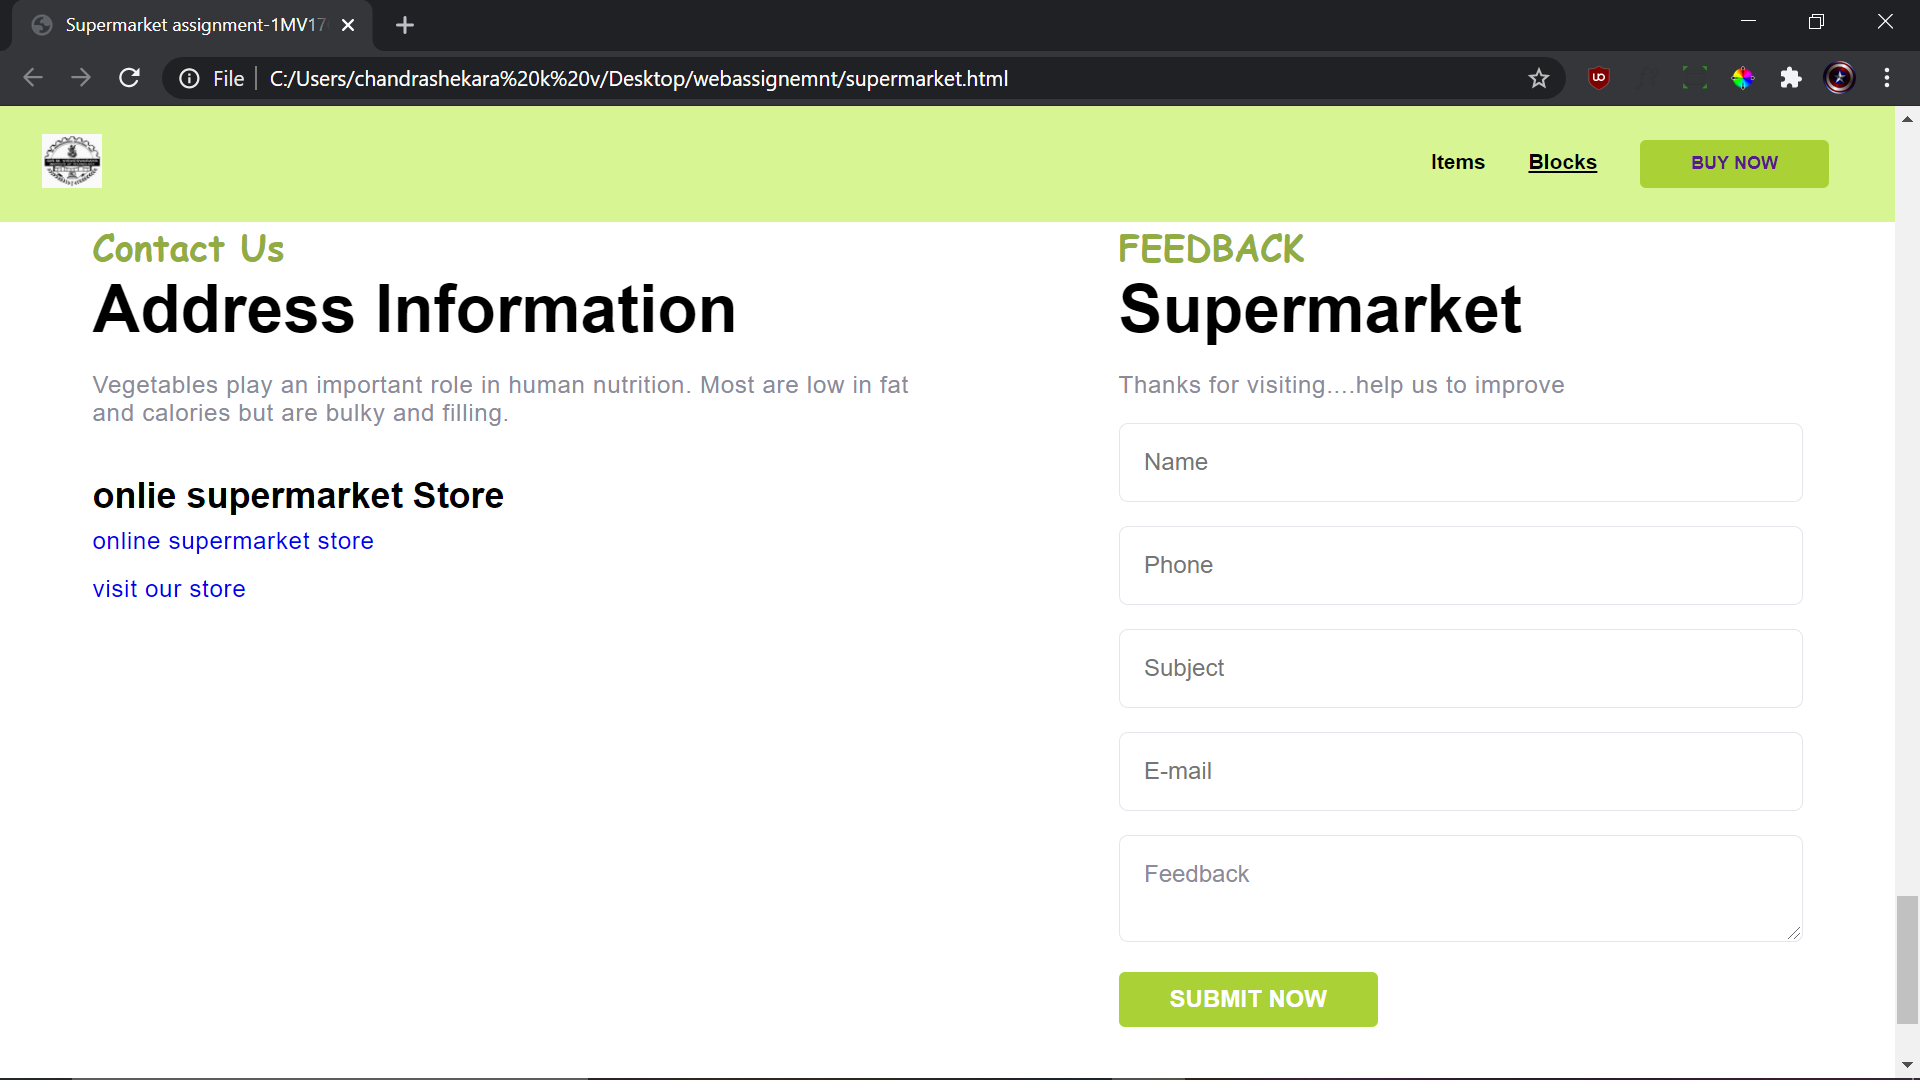 Supermarket assignment-1MV17
File
C:/Users/chandrashekara%20k%20v/Desktop/webassignemnt/supermarket.html
Items
Blocks
BUY NOW
Contact Us
Address Information
Vegetables play an important role in human nutrition. Most are low in fat
and calories but are bulky and filling.
onlie supermarket Store
online supermarket store
visit our store
FEEDBACK
Supermarket
Thanks for visiting....help us to improve
Name
Phone
Subject
E-mail
Feedback
SUBMIT NOW